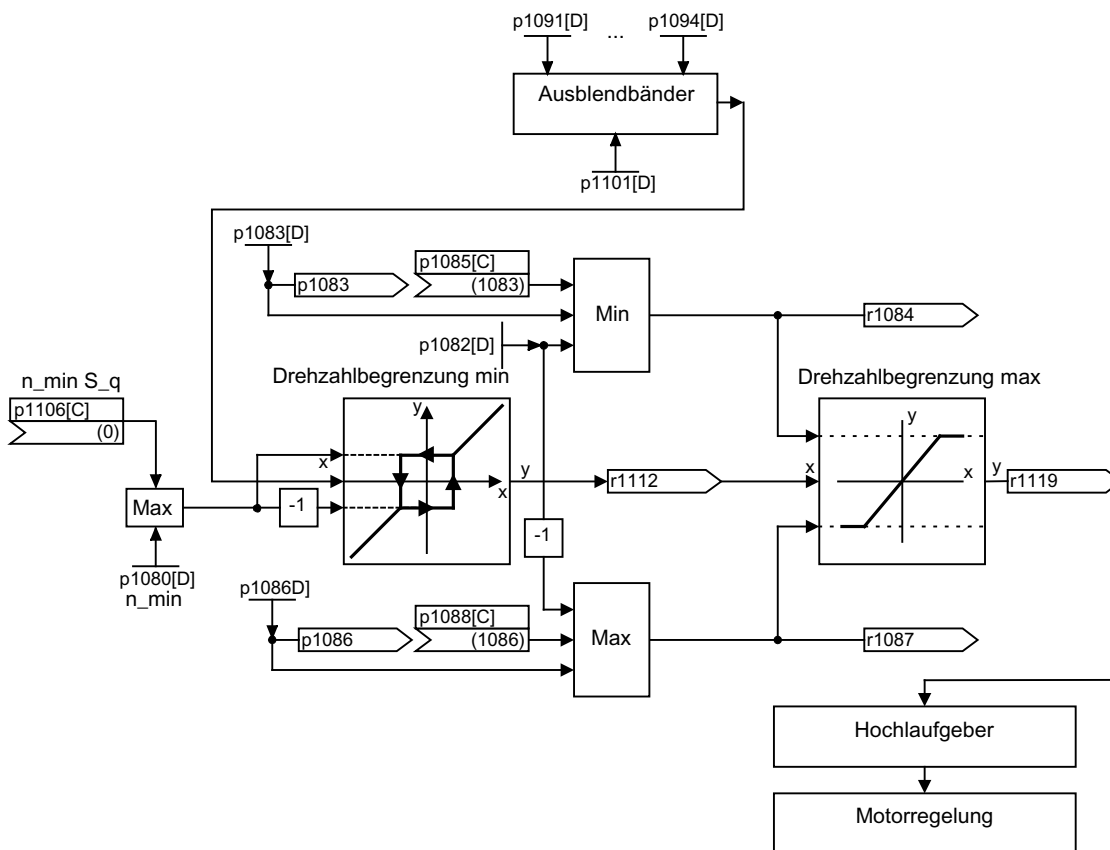 p1091[D] ... p1094[D]
Ausblendbänder
p1101[D]
p1083[D]
p1085[C]
p1083
(1083)
Min
r1084
p1082[D]
n_min S_q
Drehzahlbegrenzung min
Drehzahlbegrenzung max
p1106[C]
(0)
y
y
x
x
y
r1112
x
x
y
r1119
Max
-1
-1
p1080[D]
n_min
p1086D]
p1088[C]
p1086
(1086)
Max
r1087
Hochlaufgeber
Motorregelung